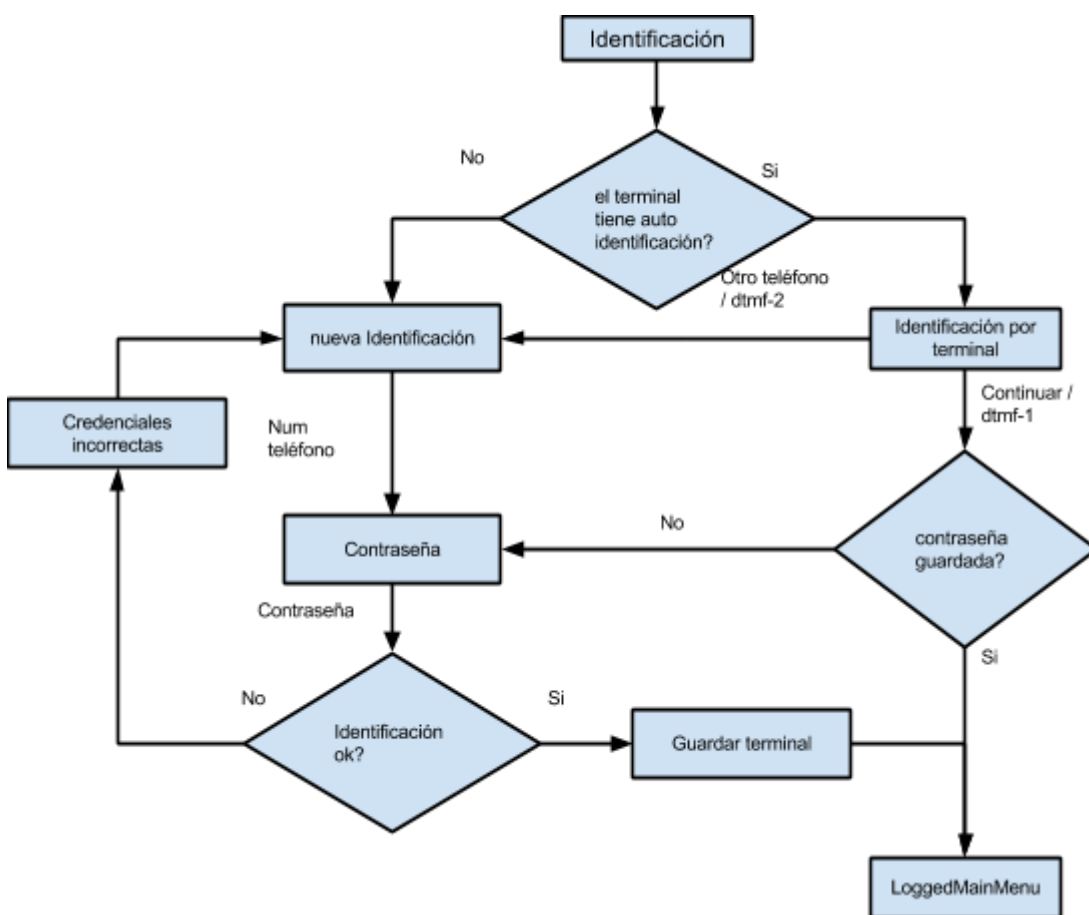 Identificación
No
Si
el terminal
tiene auto
identificación?
Otro teléfono
/ dtmf-2
nueva Identificación
Identificación por
terminal
Continuar /
dtmf-1
Credenciales
incorrectas
Num
teléfono
No
contraseña
guardada?
Contraseña
Contraseña
Si
No
Si
Identificación
ok?
Guardar terminal
LoggedMainMenu